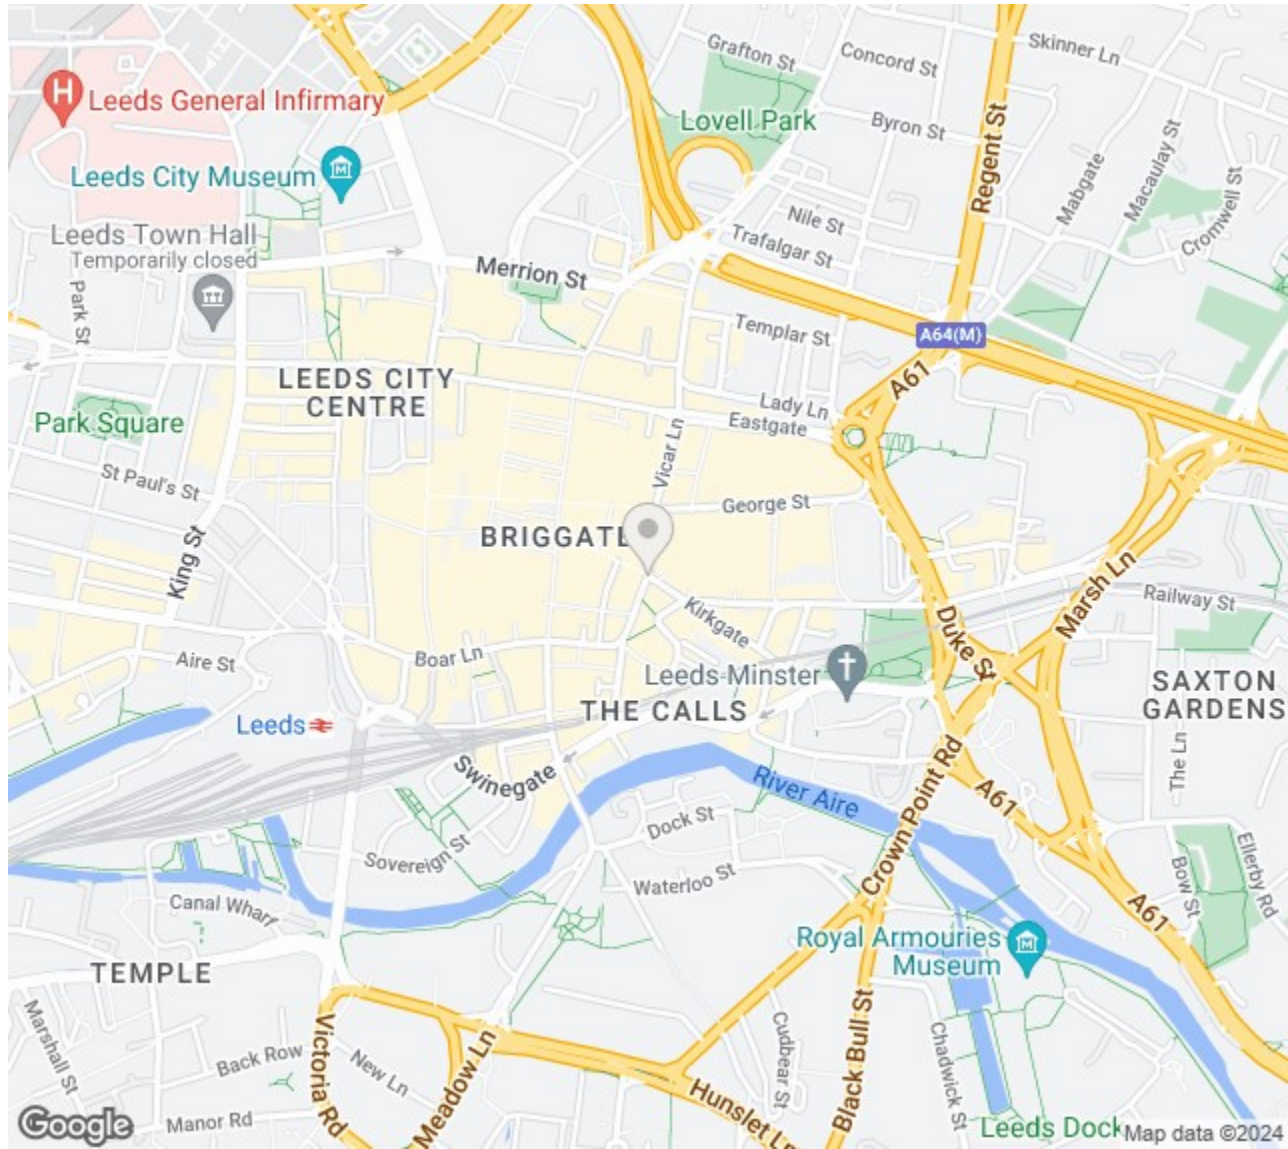 Grafton St
Concord St
Skinner Ln
H
Leeds General Infirmary
Lovell Park
Byron St
Regent St
Mabgate
Macaulay St
Cromwell St
Leeds City Museum
M
Nile St
Trafalgar St
Leeds Town Hall
Temporarily closed
Merrion St
Park St
Templar St
A64(M)
A61
LEEDS CITY
CENTRE
Lady Ln
Eastgate
Park Square
Vicar Ln
St Paul's St
George St
BRIGGATE
King St
Kirkgate
Marsh Ln
Railway St
Duke St
Aire St
Boar Ln
Leeds Minster
SAXTON
GARDENS
THE CALLS
Leeds
Swinegate
River Aire
Crown Point Rd
The Ln
A61
Dock St
Sovereign St
Waterloo St
Bow St
Ellerby Rd
Canal Wharf
A61
Royal Armouries
Museum
M
TEMPLE
Marshall St
Back Row
New Ln
Victoria Rd
Meadow Ln
Cudbear St
Black Bull St
Chadwick St
Hunslet Ln
Manor Rd
Google
Leeds Dock
Map data ©2024